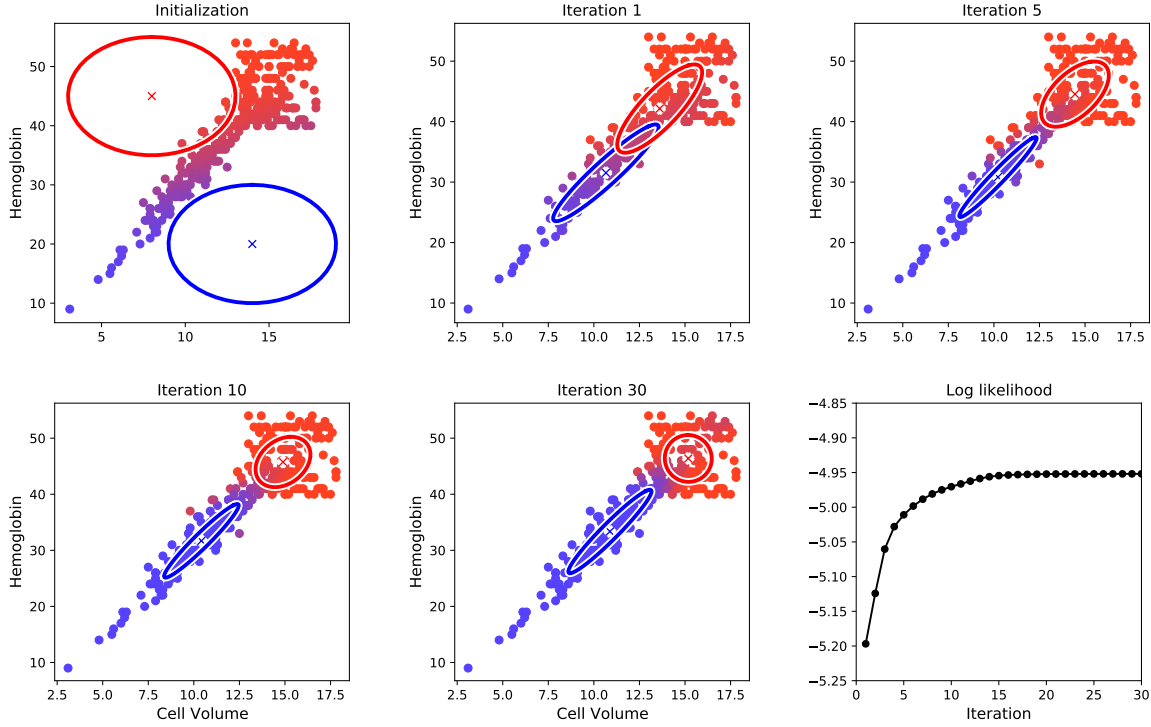 Initialization
Hemoglobin
50
40
30
20
10
5
10
15
Iteration 1
Hemoglobin
50
40
30
20
10
2.5 5.0 7.5 10.0 12.5 15.0 17.5
Iteration 5
Hemoglobin
50
40
30
20
10
2.5 5.0 7.5 10.0 12.5 15.0 17.5
Iteration 10
Hemoglobin
50
40
30
20
10
2.5 5.0 7.5 10.0 12.5 15.0 17.5
Cell Volume
Iteration 30
Hemoglobin
50
40
30
20
10
2.5 5.0 7.5 10.0 12.5 15.0 17.5
Cell Volume
Log likelihood
−4.85
−4.90
−4.95
−5.00
−5.05
−5.10
−5.15
−5.20
−5.25
0 5 10 15 20 25 30
Iteration